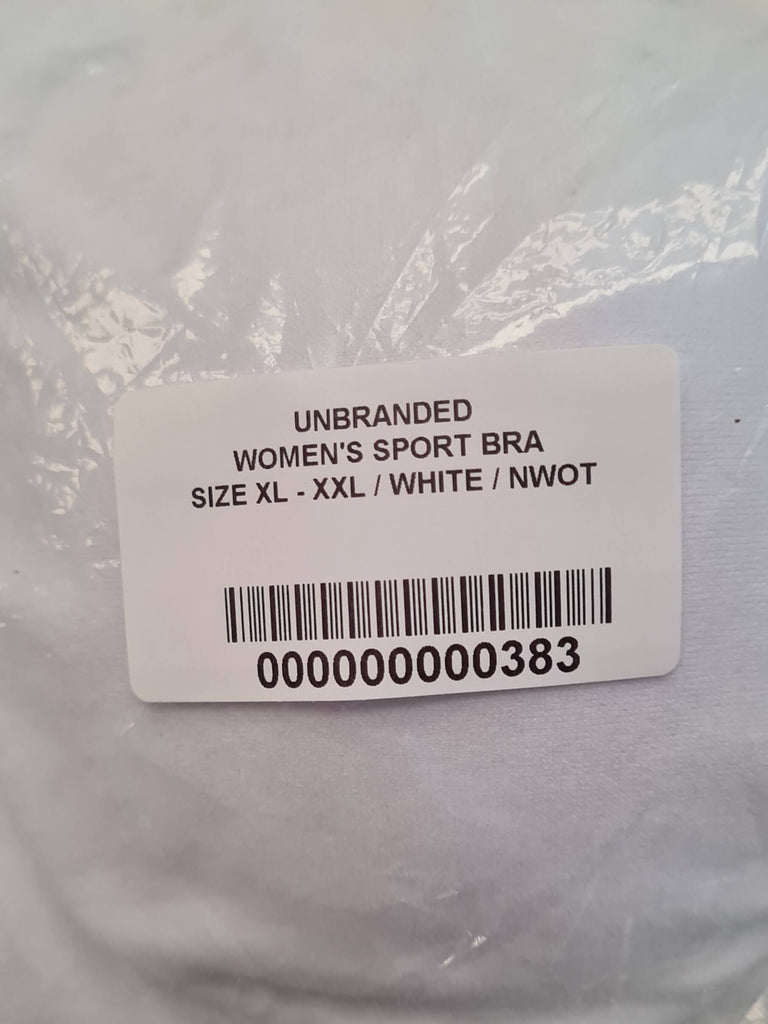 UNBRANDED
WOMEN'S SPORT BRA
SIZE XL - XXL / WHITE / NWOT
000000000383